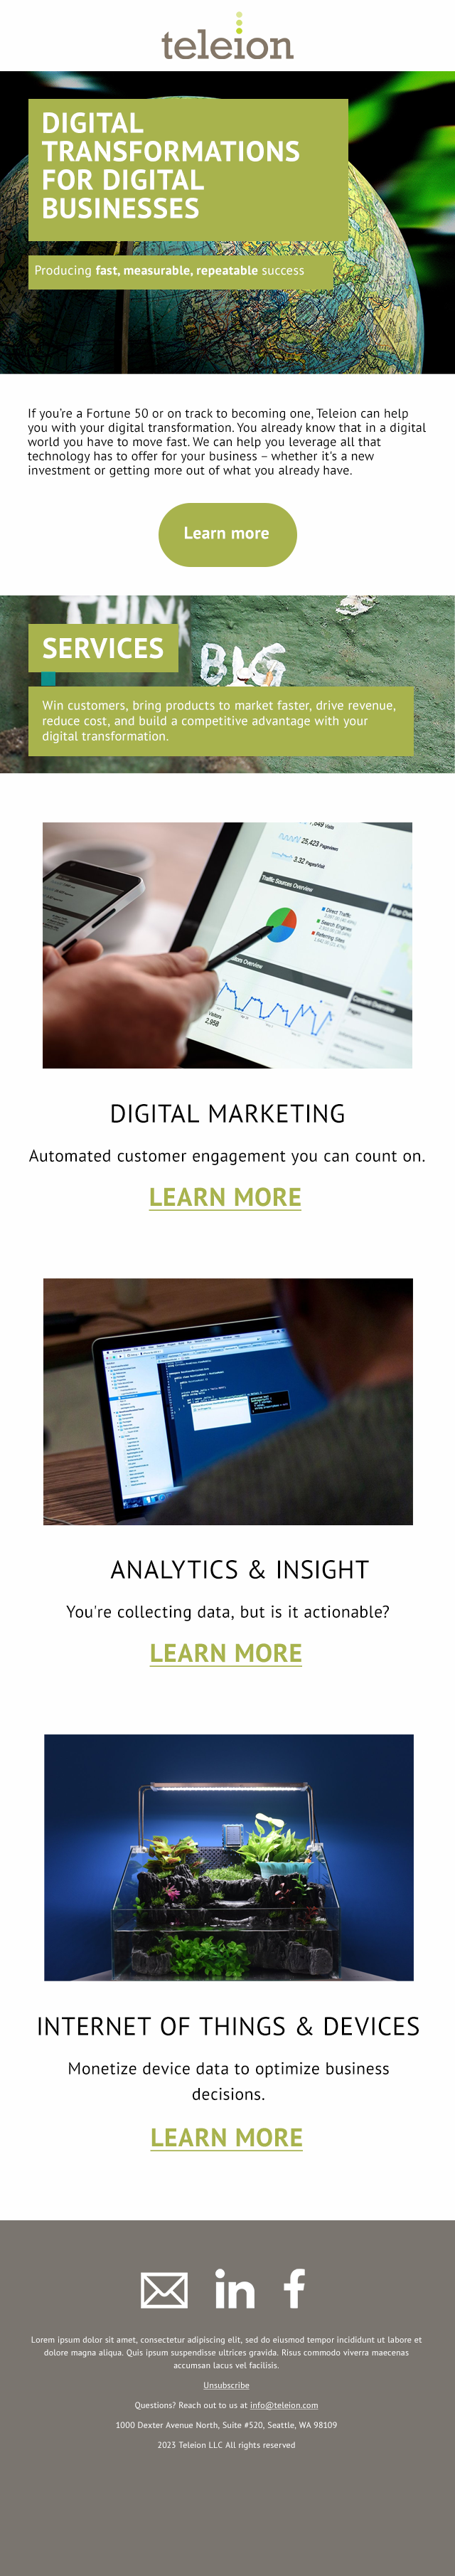 teleion
DIGITAL
TRANSFORMATIONS
FOR DIGITAL
BUSINESSES
Producing fast, measurable, repeatable success
If you're a Fortune 50 or on track to becoming one, Teleion can help
you with your digital transformation. You already know that in a digital
world you have to move fast. We can help you leverage all that
technology has to offer for your business – whether it's a new
investment or getting more out of what you already have.
Learn more
THINK
BIG
SERVICES
Win customers, bring products to market faster, drive revenue,
reduce cost, and build a competitive advantage with your
digital transformation.
25,423 Pageviews
3.32 Pages/Visit
Traffic Sources Overview
Direct Traffic
Search Engines
Referring Sites
Visitors
2,958
DIGITAL MARKETING
Automated customer engagement you can count on.
LEARN MORE
ANALYTICS & INSIGHT
You're collecting data, but is it actionable?
LEARN MORE
INTERNET OF THINGS & DEVICES
Monetize device data to optimize business
decisions.
LEARN MORE
in f
Lorem ipsum dolor sit amet, consectetur adipiscing elit, sed do eiusmod tempor incididunt ut labore et
dolore magna aliqua. Quis ipsum suspendisse ultrices gravida. Risus commodo viverra maecenas
accumsan lacus vel facilisis.
Unsubscribe
Questions? Reach out to us at info@teleion.com
1000 Dexter Avenue North, Suite #520, Seattle, WA 98109
2023 Teleion LLC All rights reserved